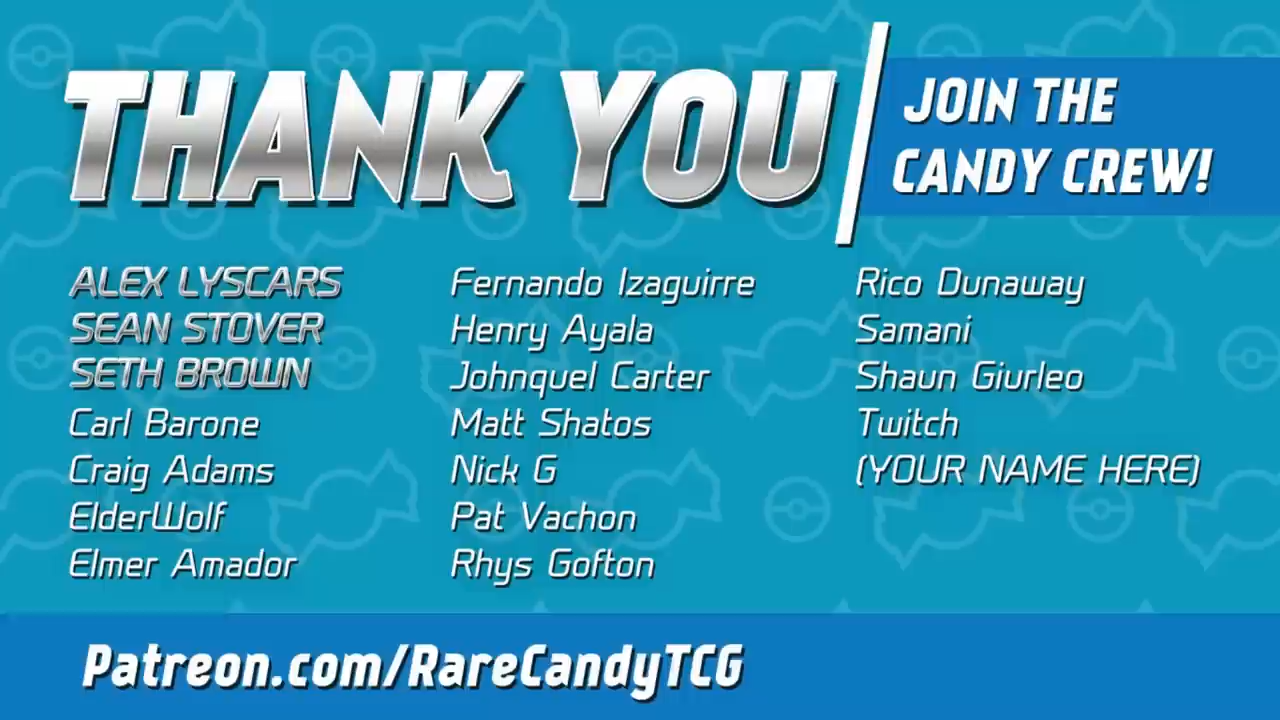 THANK YOU
JOIN THE
CANDY CREW!
ALEX LYSCARS
SEAN STOVER
SETH BROWN
Carl Barone
Craig Adams
ElderWolf
Elmer Amador
Fernando Izaguirre
Henry Ayala
Johnquel Carter
Matt Shatos
Nick G
Pat Vachon
Rhys Gofton
Rico Dunaway
Samani
Shaun Giurleo
Twitch
(YOUR NAME HERE)
Patreon.com/RareCandyTCG